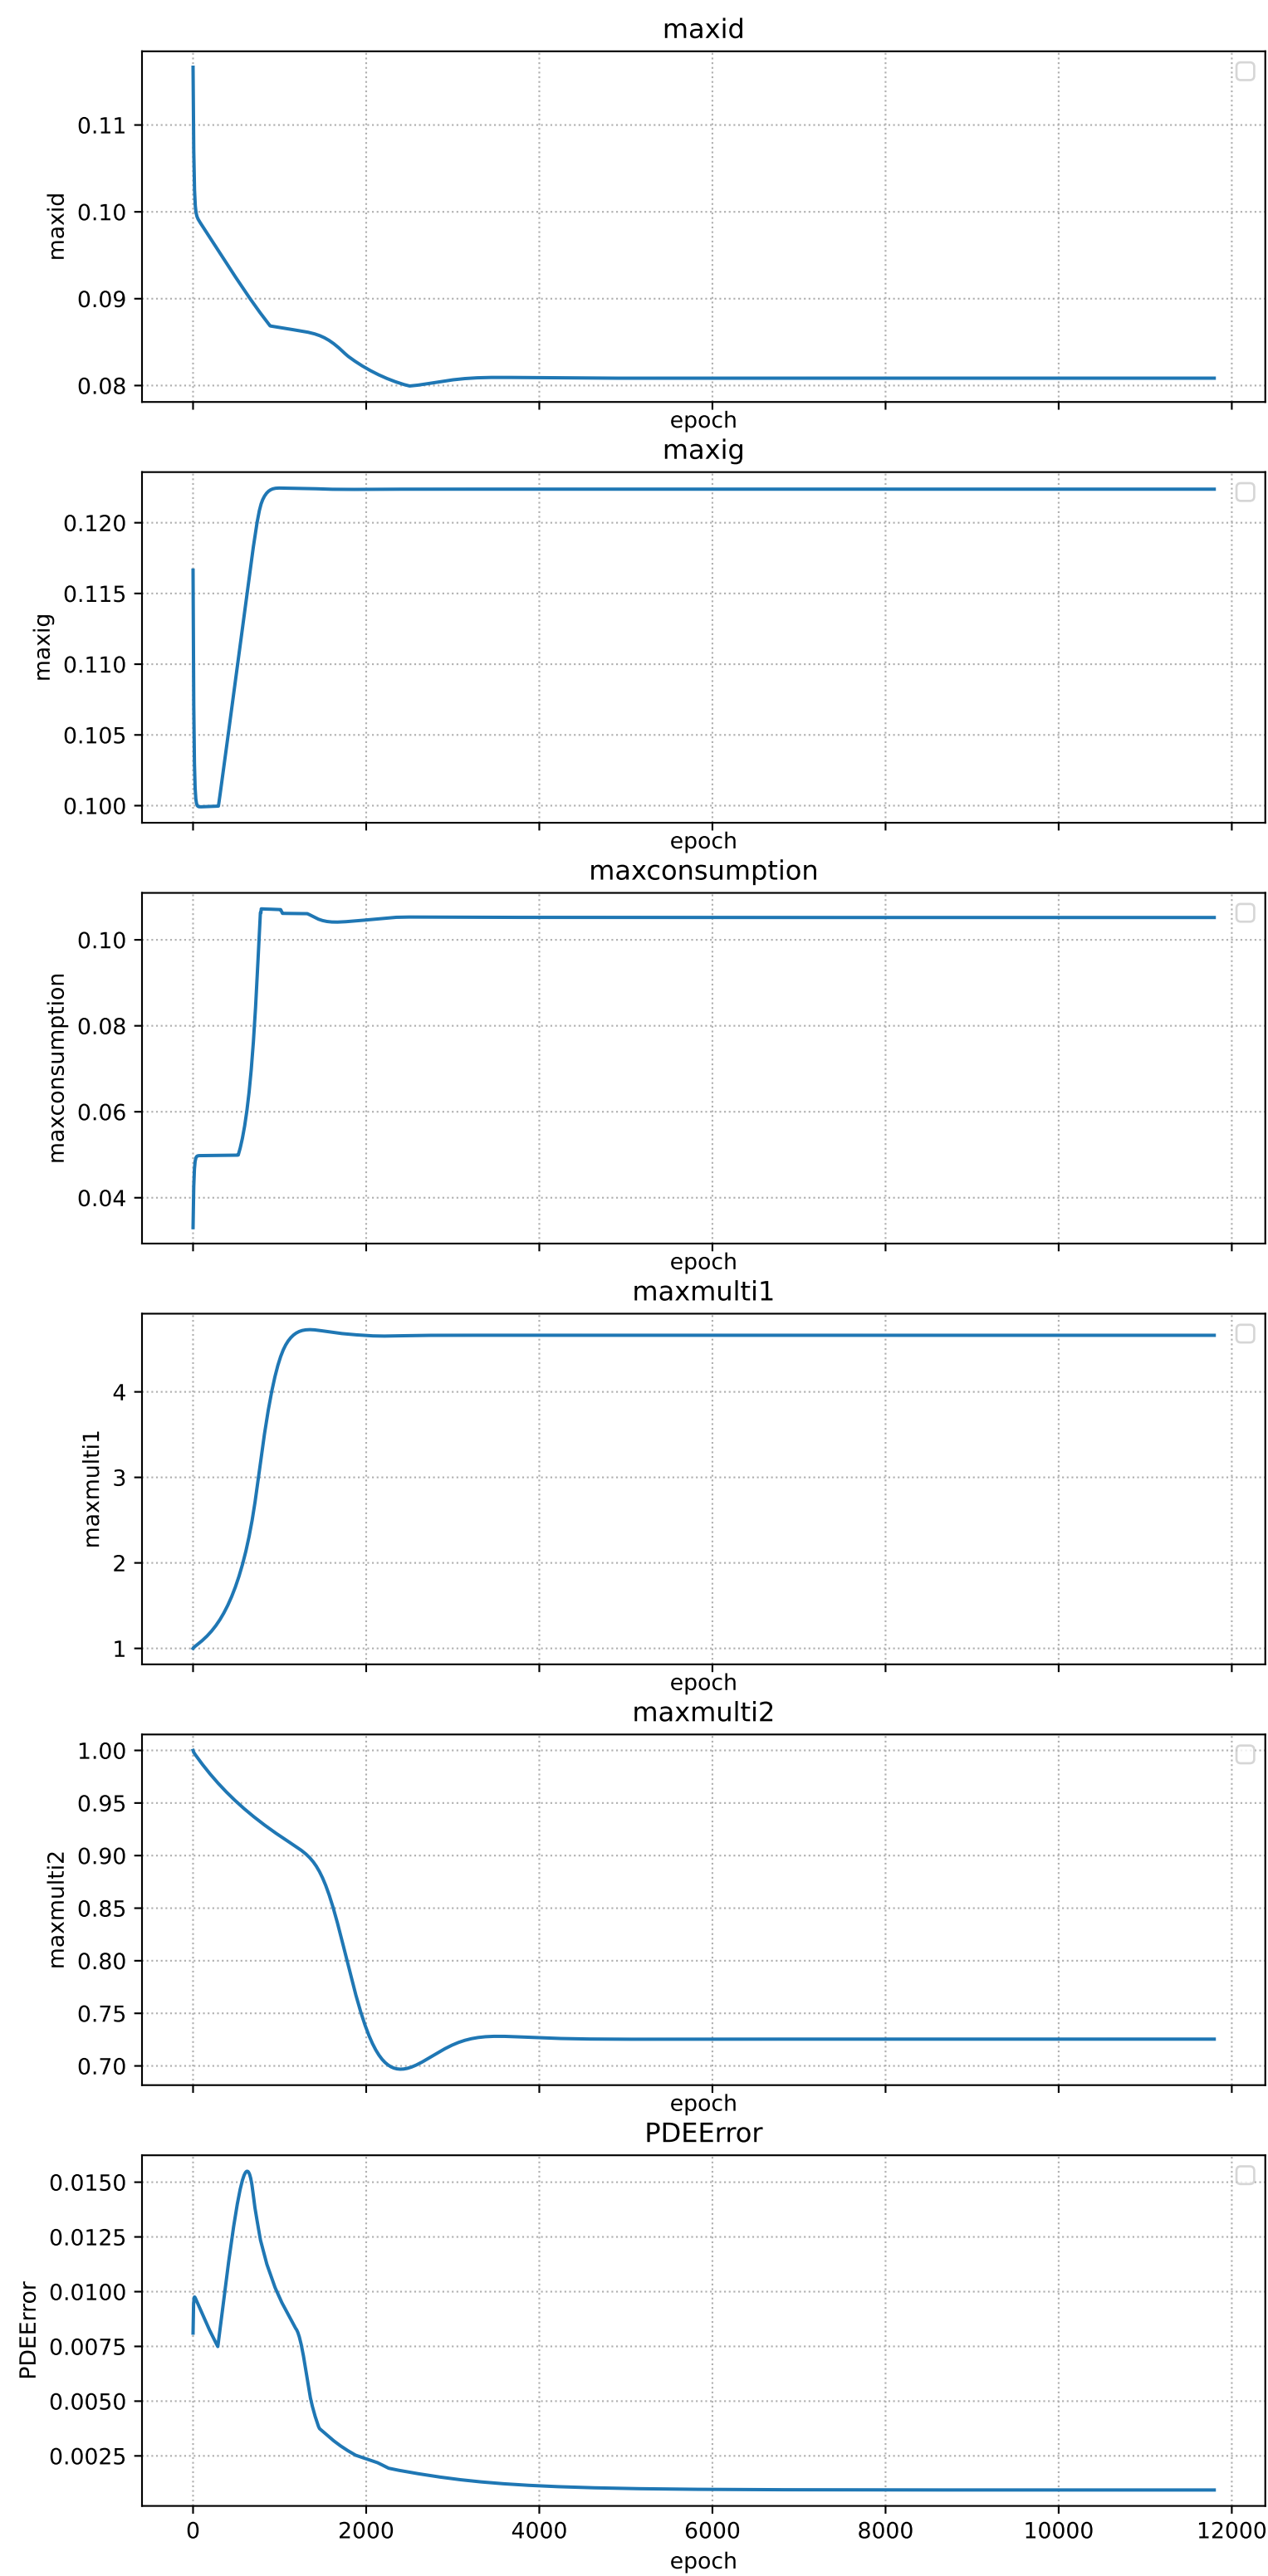 maxid
0.11
0.10
0.09
0.08
maxid
epoch
maxig
0.120
0.115
0.110
0.105
0.100
maxig
epoch
maxconsumption
0.10
0.08
0.06
0.04
maxconsumption
epoch
maxmulti1
4
3
2
1
maxmulti1
epoch
maxmulti2
1.00
0.95
0.90
0.85
0.80
0.75
0.70
maxmulti2
epoch
PDEError
0.0150
0.0125
0.0100
0.0075
0.0050
0.0025
PDEError
0 2000 4000 6000 8000 10000 12000
epoch